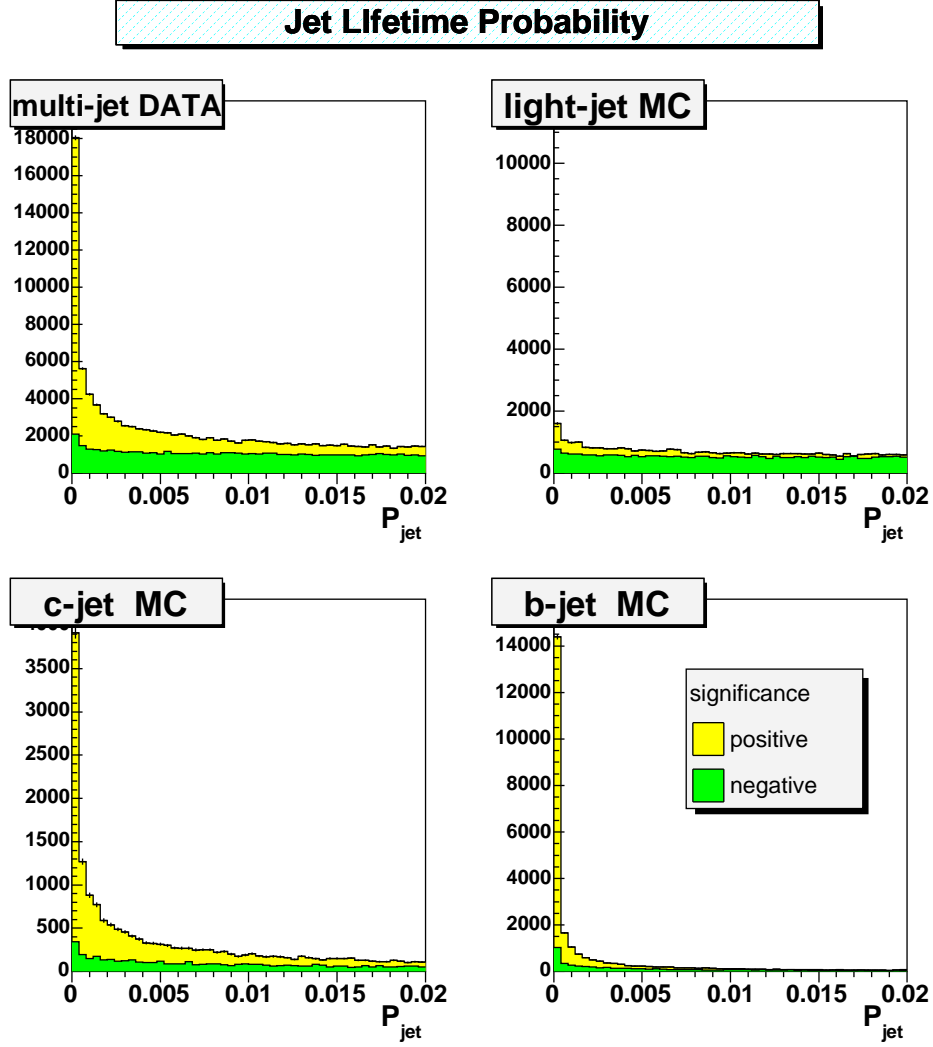 Jet LIfetime Probability
multi-jet DATA
18000
16000
14000
12000
10000
8000
6000
4000
2000
0
0 0.005 0.01 0.015 0.02
P jet
light-jet MC
10000
8000
6000
4000
2000
0
0 0.005 0.01 0.015 0.02
P jet
c-jet MC
3500
3000
2500
2000
1500
1000
500
0
0 0.005 0.01 0.015 0.02
P jet
b-jet MC
14000
12000
10000
8000
6000
4000
2000
0
0 0.005 0.01 0.015 0.02
P jet
significance
positive
negative